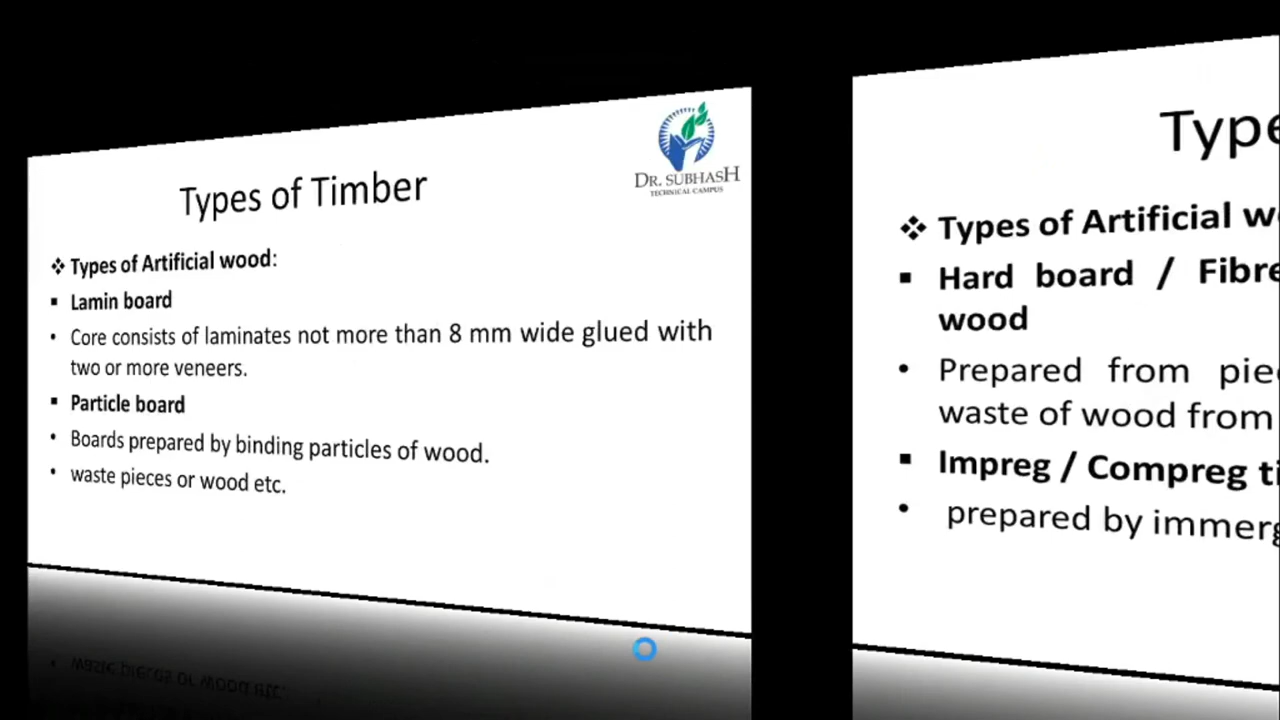 Types of Timber
DR. SUBHASH
TECHNICAL CAMPUS
❖ Types of Artificial wood:
▪ Lamin board
• Core consists of laminates not more than 8 mm wide glued with
two or more veneers.
▪ Particle board
• Boards prepared by binding particles of wood.
• waste pieces or wood etc.
❖ Types of Artificial
▪ Hard board / Fibre
wood
• Prepared from
waste of wood from
▪ Impreg / Compreg
• prepared by